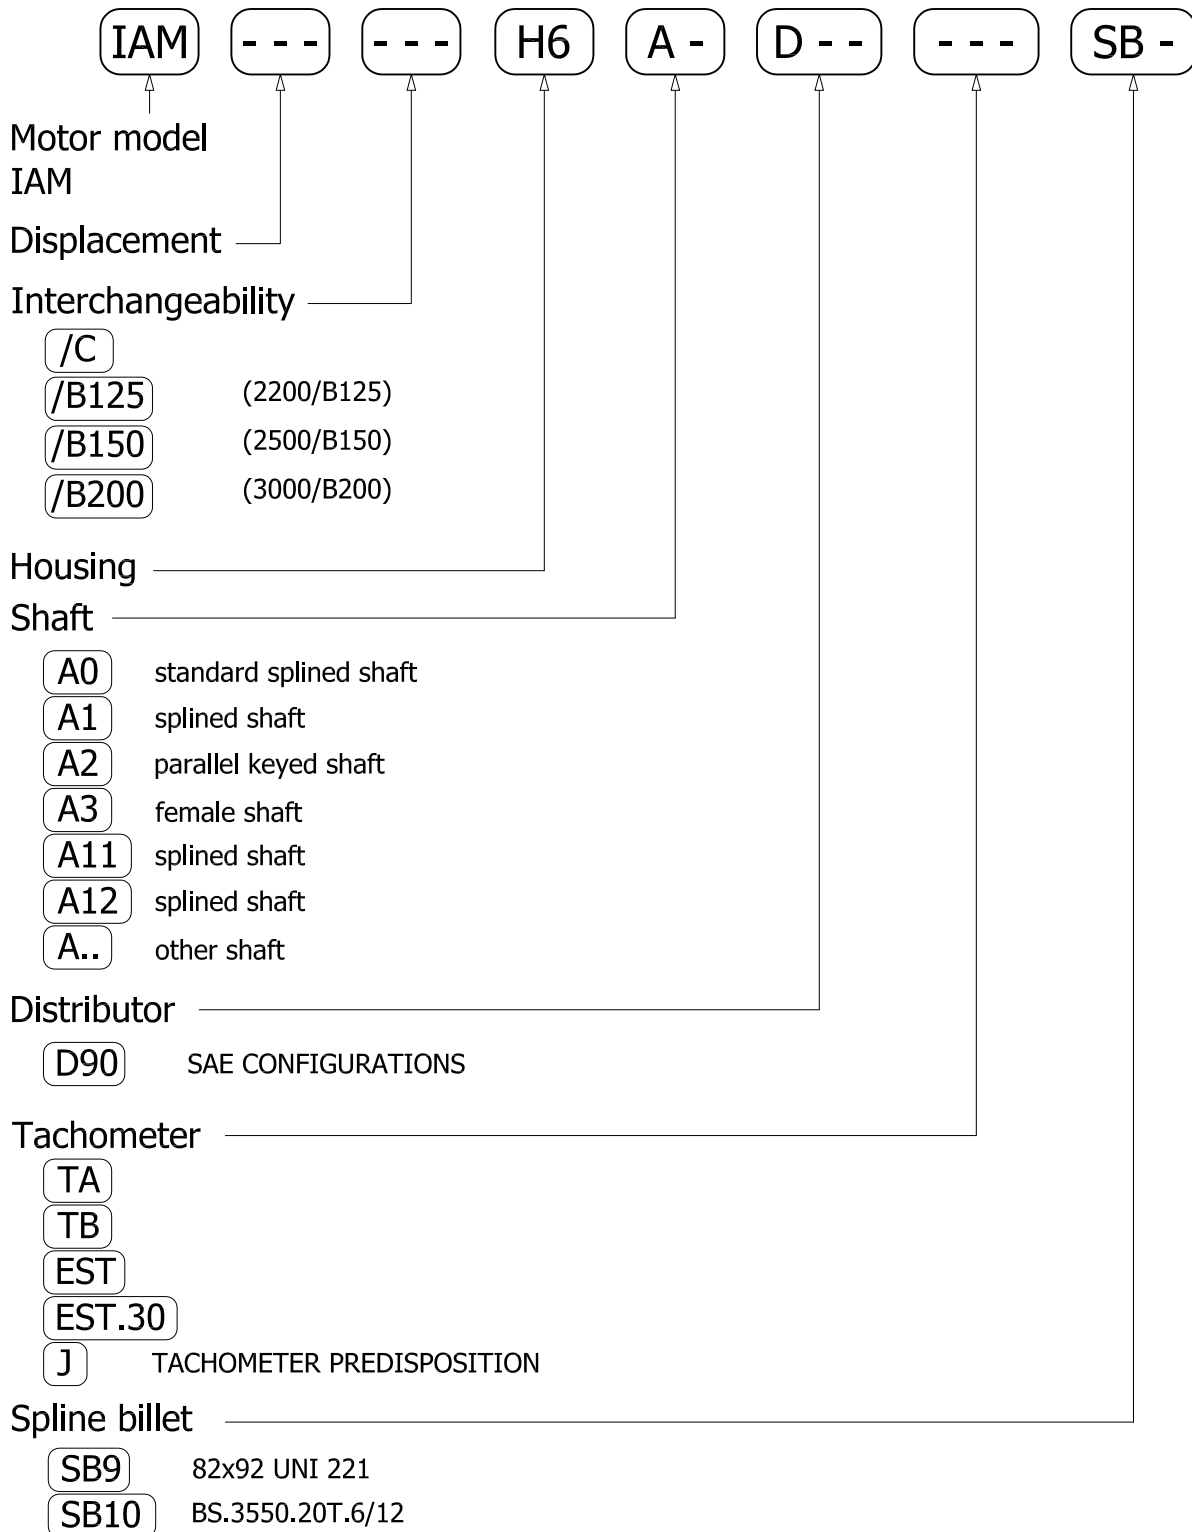 IAM - - - - - - H6 A - D - - - - - SB -
Motor model
IAM
Displacement
Interchangeability
/C
/B125 (2200/B125)
/B150 (2500/B150)
/B200 (3000/B200)
Housing
Shaft
A0 standard splined shaft
A1 splined shaft
A2 parallel keyed shaft
A3 female shaft
A11 splined shaft
A12 splined shaft
A.. other shaft
Distributor
D90 SAE CONFIGURATIONS
Tachometer
TA
TB
EST
EST.30
J TACHOMETER PREDISPOSITION
Spline billet
SB9 82x92 UNI 221
SB10 BS.3550.20T.6/12